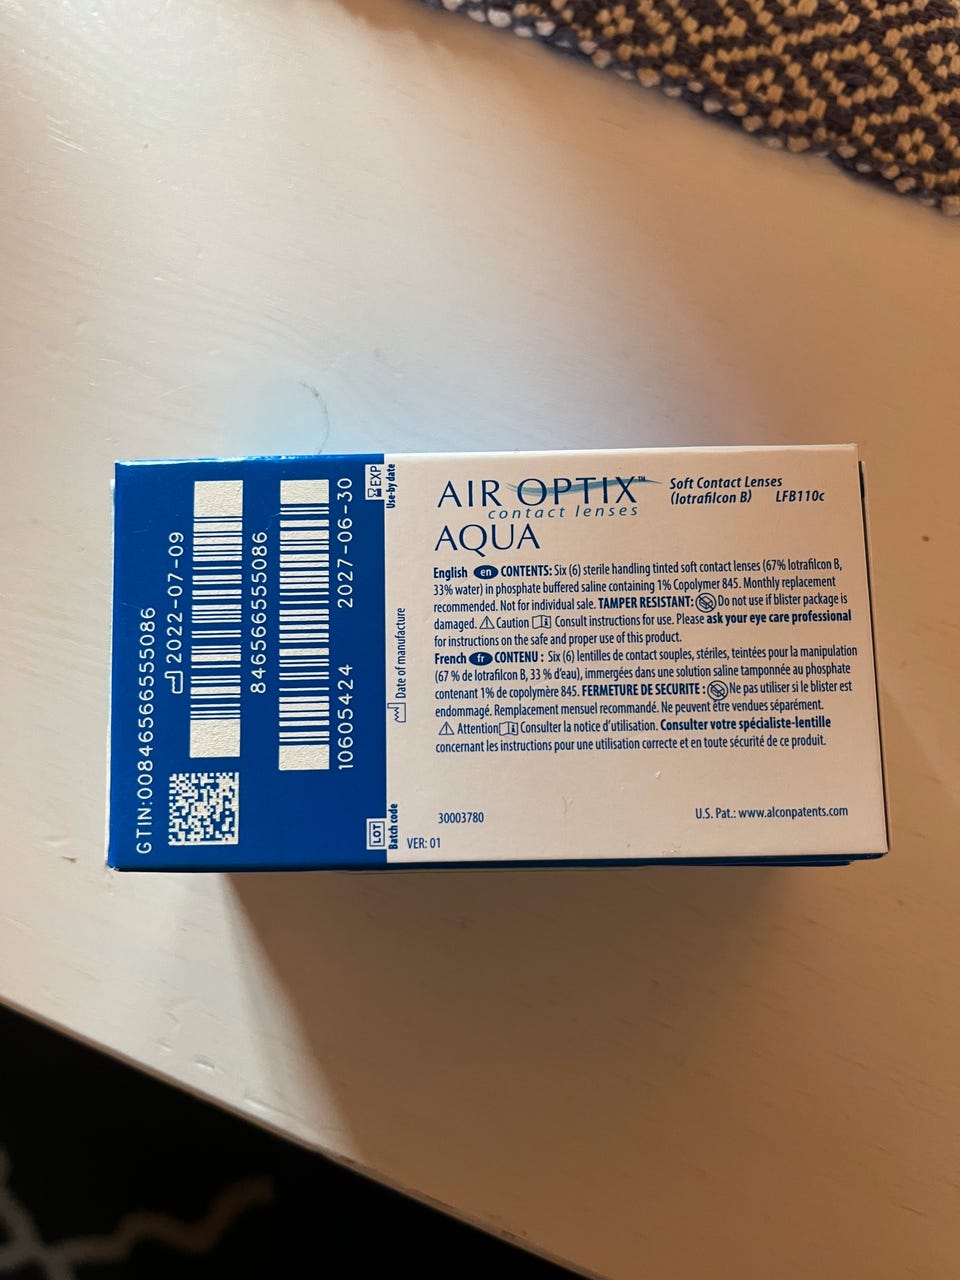 GTIN:00846566555086
2022-07-09
846566555086
10605424 2027-06-30
LOT
Batch code
Date of manufacture
EXP
Use-by date
AIR OPTIX™
contact lenses
AQUA
Soft Contact Lenses
(lotrafilcon B) LFB110c
English en CONTENTS: Six (6) sterile handling tinted soft contact lenses (67% lotrafilcon B,
33% water) in phosphate buffered saline containing 1% Copolymer 845. Monthly replacement
recommended. Not for individual sale. TAMPER RESISTANT: Do not use if blister package is
damaged. Caution Consult instructions for use. Please ask your eye care professional
for instructions on the safe and proper use of this product.
French fr CONTENU : Six (6) lentilles de contact souples, stériles, teintées pour la manipulation
(67 % de lotrafilcon B, 33 % d'eau), immergées dans une solution saline tamponnée au phosphate
contenant 1% de copolymère 845. FERMETURE DE SECURITE : Ne pas utiliser si le blister est
endommagé. Remplacement mensuel recommandé. Ne peuvent être vendues séparément.
Attention Consulter la notice d'utilisation. Consultez votre spécialiste-lentille
concernant les instructions pour une utilisation correcte et en toute sécurité de ce produit.
30003780
U.S. Pat.: www.alconpatents.com
VER: 01